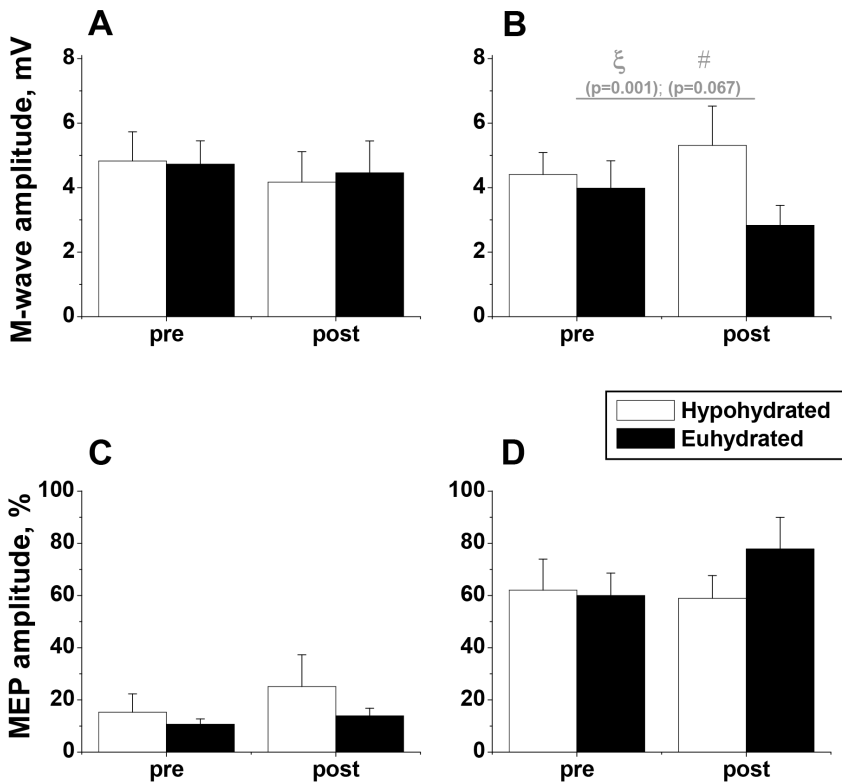 A
M-wave amplitude, mV
8
6
4
2
0
pre post
B
ξ #
(p=0.001); (p=0.067)
8
6
4
2
0
pre post
Hypohydrated
Euhydrated
C
MEP amplitude, %
100
80
60
40
20
0
pre post
D
100
80
60
40
20
0
pre post